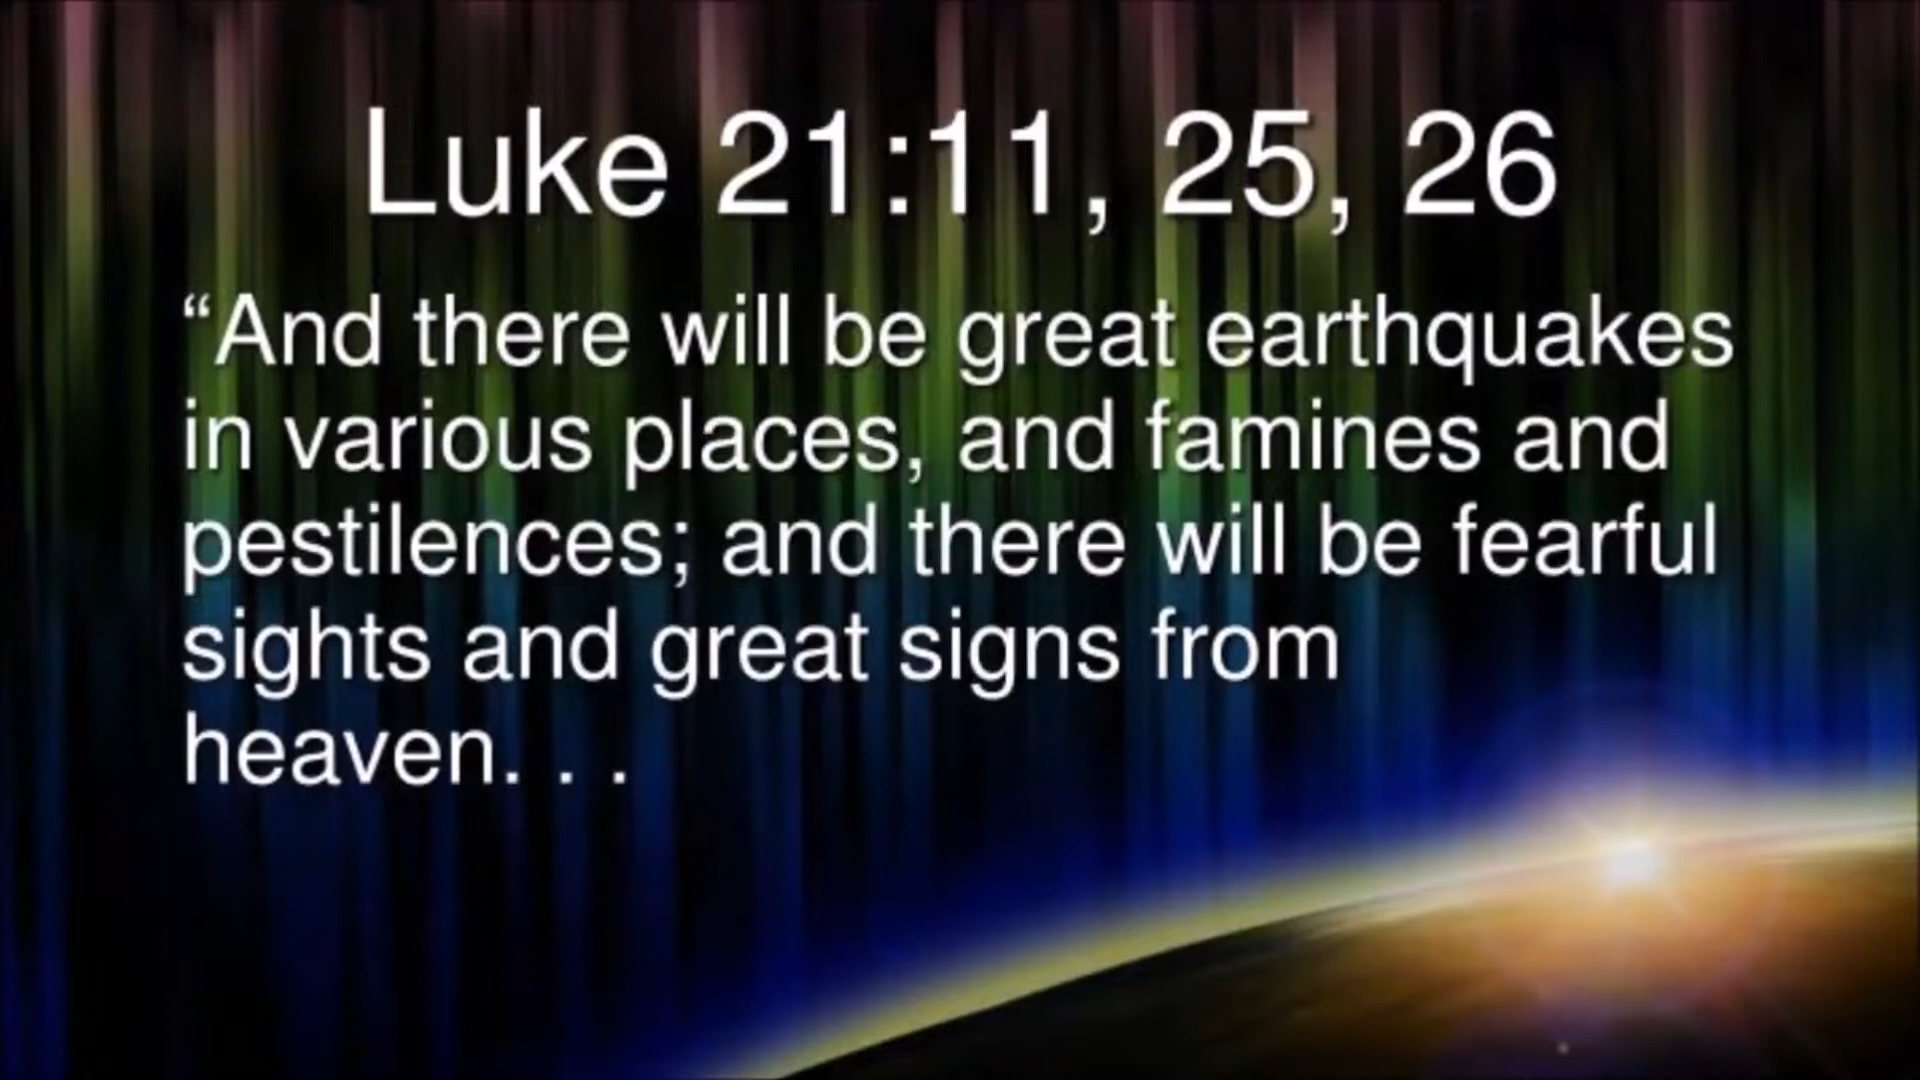 Luke 21:11, 25, 26
“And there will be great earthquakes
in various places, and famines and
pestilences; and there will be fearful
sights and great signs from
heaven. . .